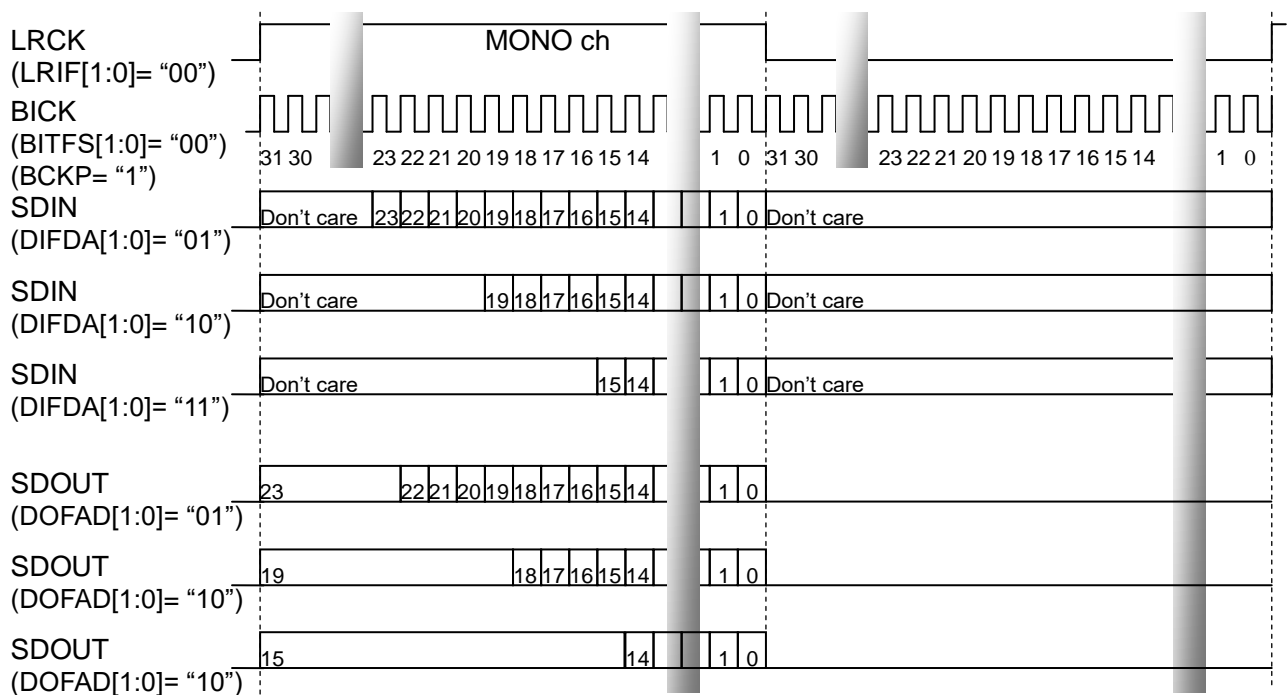 LRCK
(LRIF[1:0]= “00”)
MONO ch
BICK
(BITFS[1:0]= “00”)
(BCKP= “1”)
31 30 23 22 21 20 19 18 17 16 15 14 1 0 31 30 23 22 21 20 19 18 17 16 15 14 1 0
SDIN
(DIFDA[1:0]= “01”)
Don’t care 23 22 21 20 19 18 17 16 15 14 1 0 Don’t care
SDIN
(DIFDA[1:0]= “10”)
Don’t care 19 18 17 16 15 14 1 0 Don’t care
SDIN
(DIFDA[1:0]= “11”)
Don’t care 15 14 1 0 Don’t care
SDOUT
(DOFAD[1:0]= “01”)
23 22 21 20 19 18 17 16 15 14 1 0
SDOUT
(DOFAD[1:0]= “10”)
19 18 17 16 15 14 1 0
SDOUT
(DOFAD[1:0]= “10”)
15 14 1 0